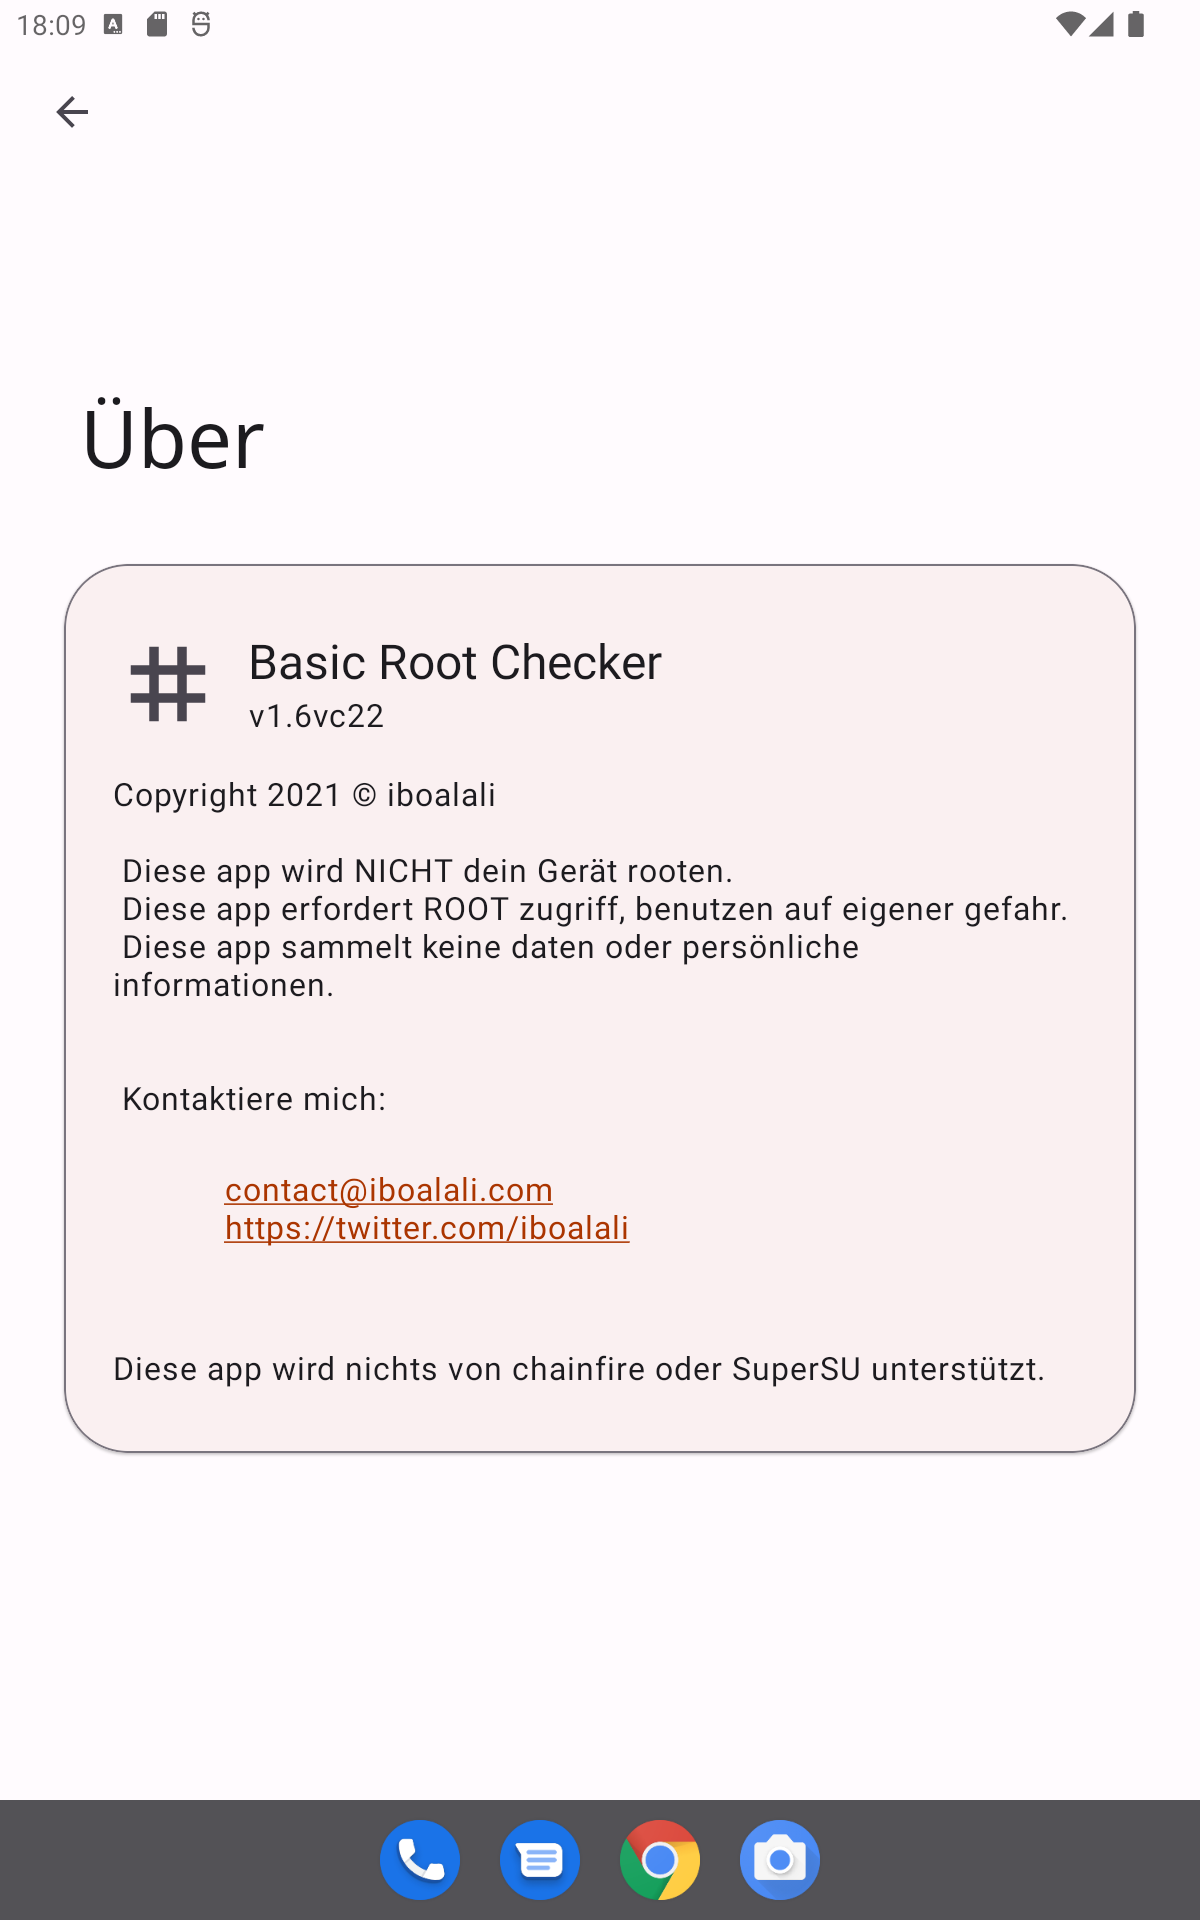 18:09
Über
Basic Root Checker
v1.6vc22
Copyright 2021 © iboalali
Diese app wird NICHT dein Gerät rooten.
Diese app erfordert ROOT zugriff, benutzen auf eigener gefahr.
Diese app sammelt keine daten oder persönliche
informationen.
Kontaktiere mich:
contact@iboalali.com
https://twitter.com/iboalali
Diese app wird nichts von chainfire oder SuperSU unterstützt.